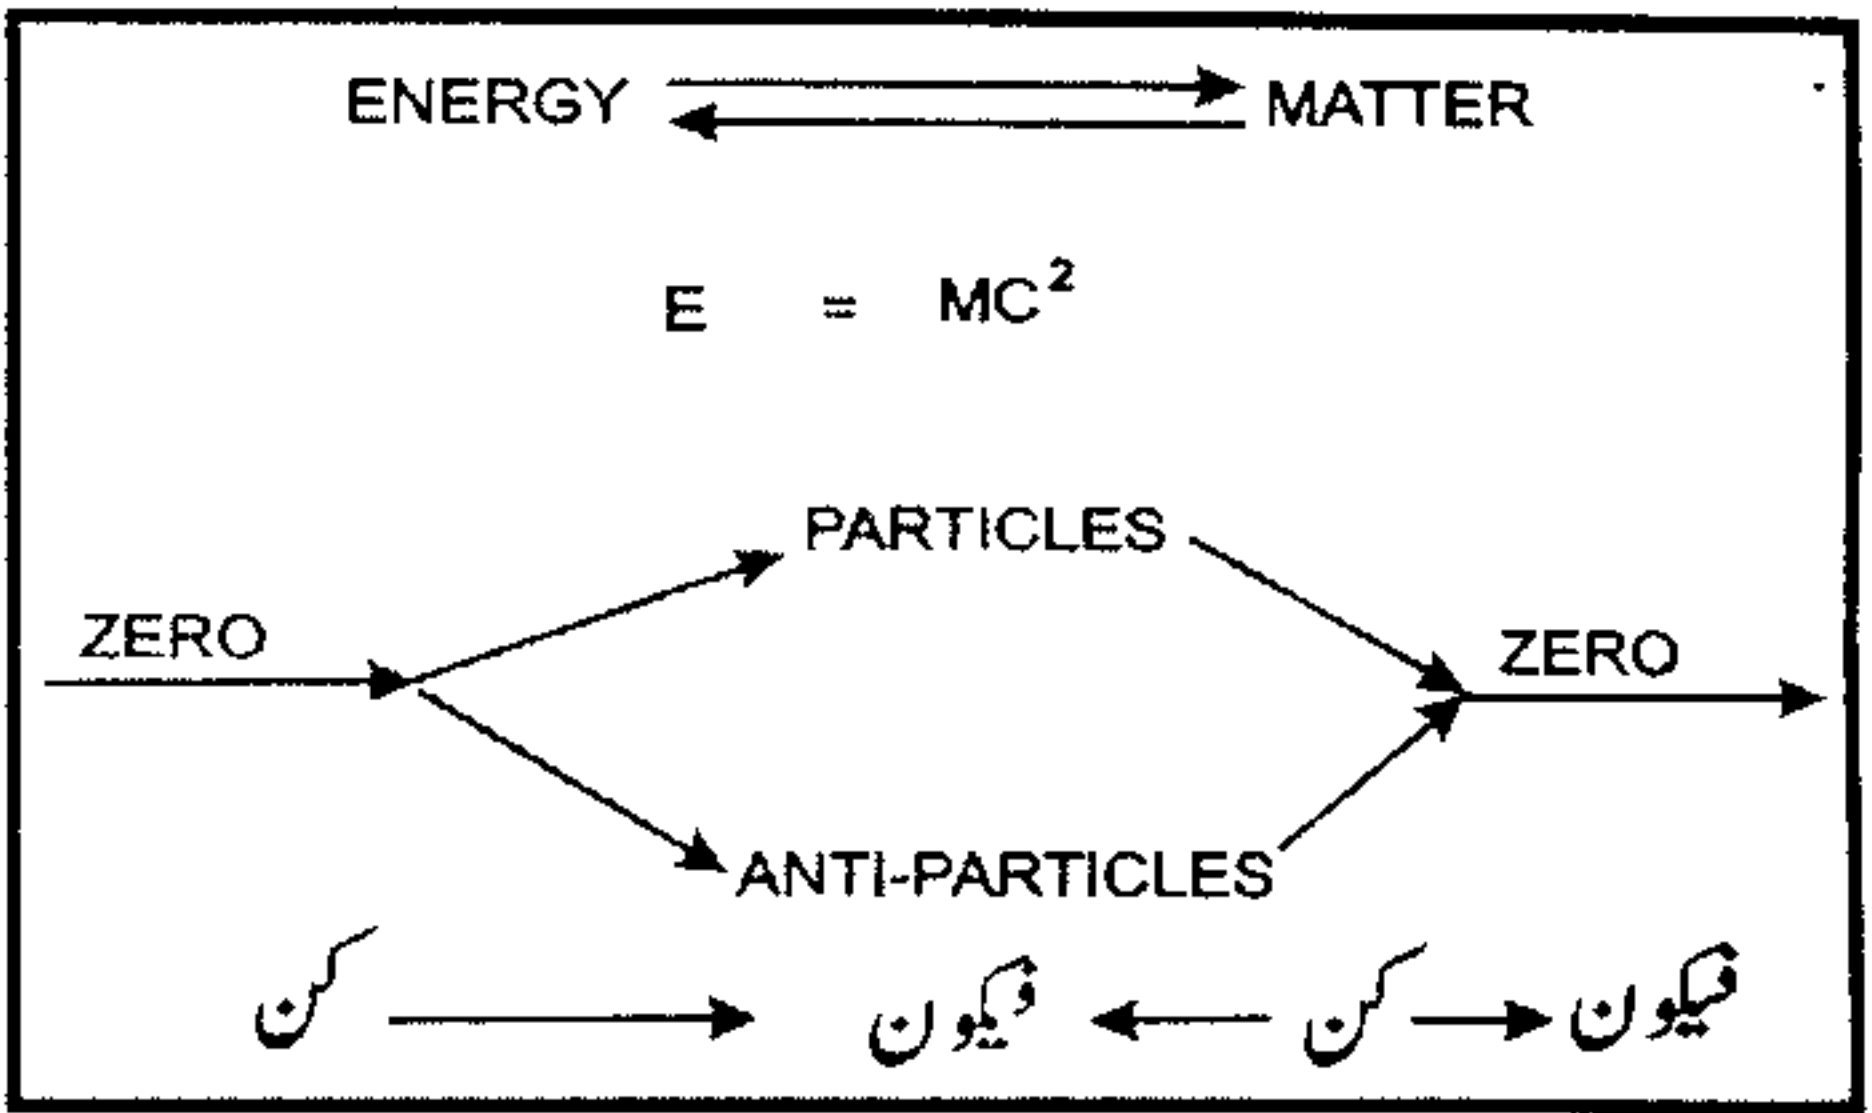 ENERGY MATTER
E = MC²
PARTICLES
ZERO ZERO
ANTI-PARTICLES
کن فیکون کن فیکون